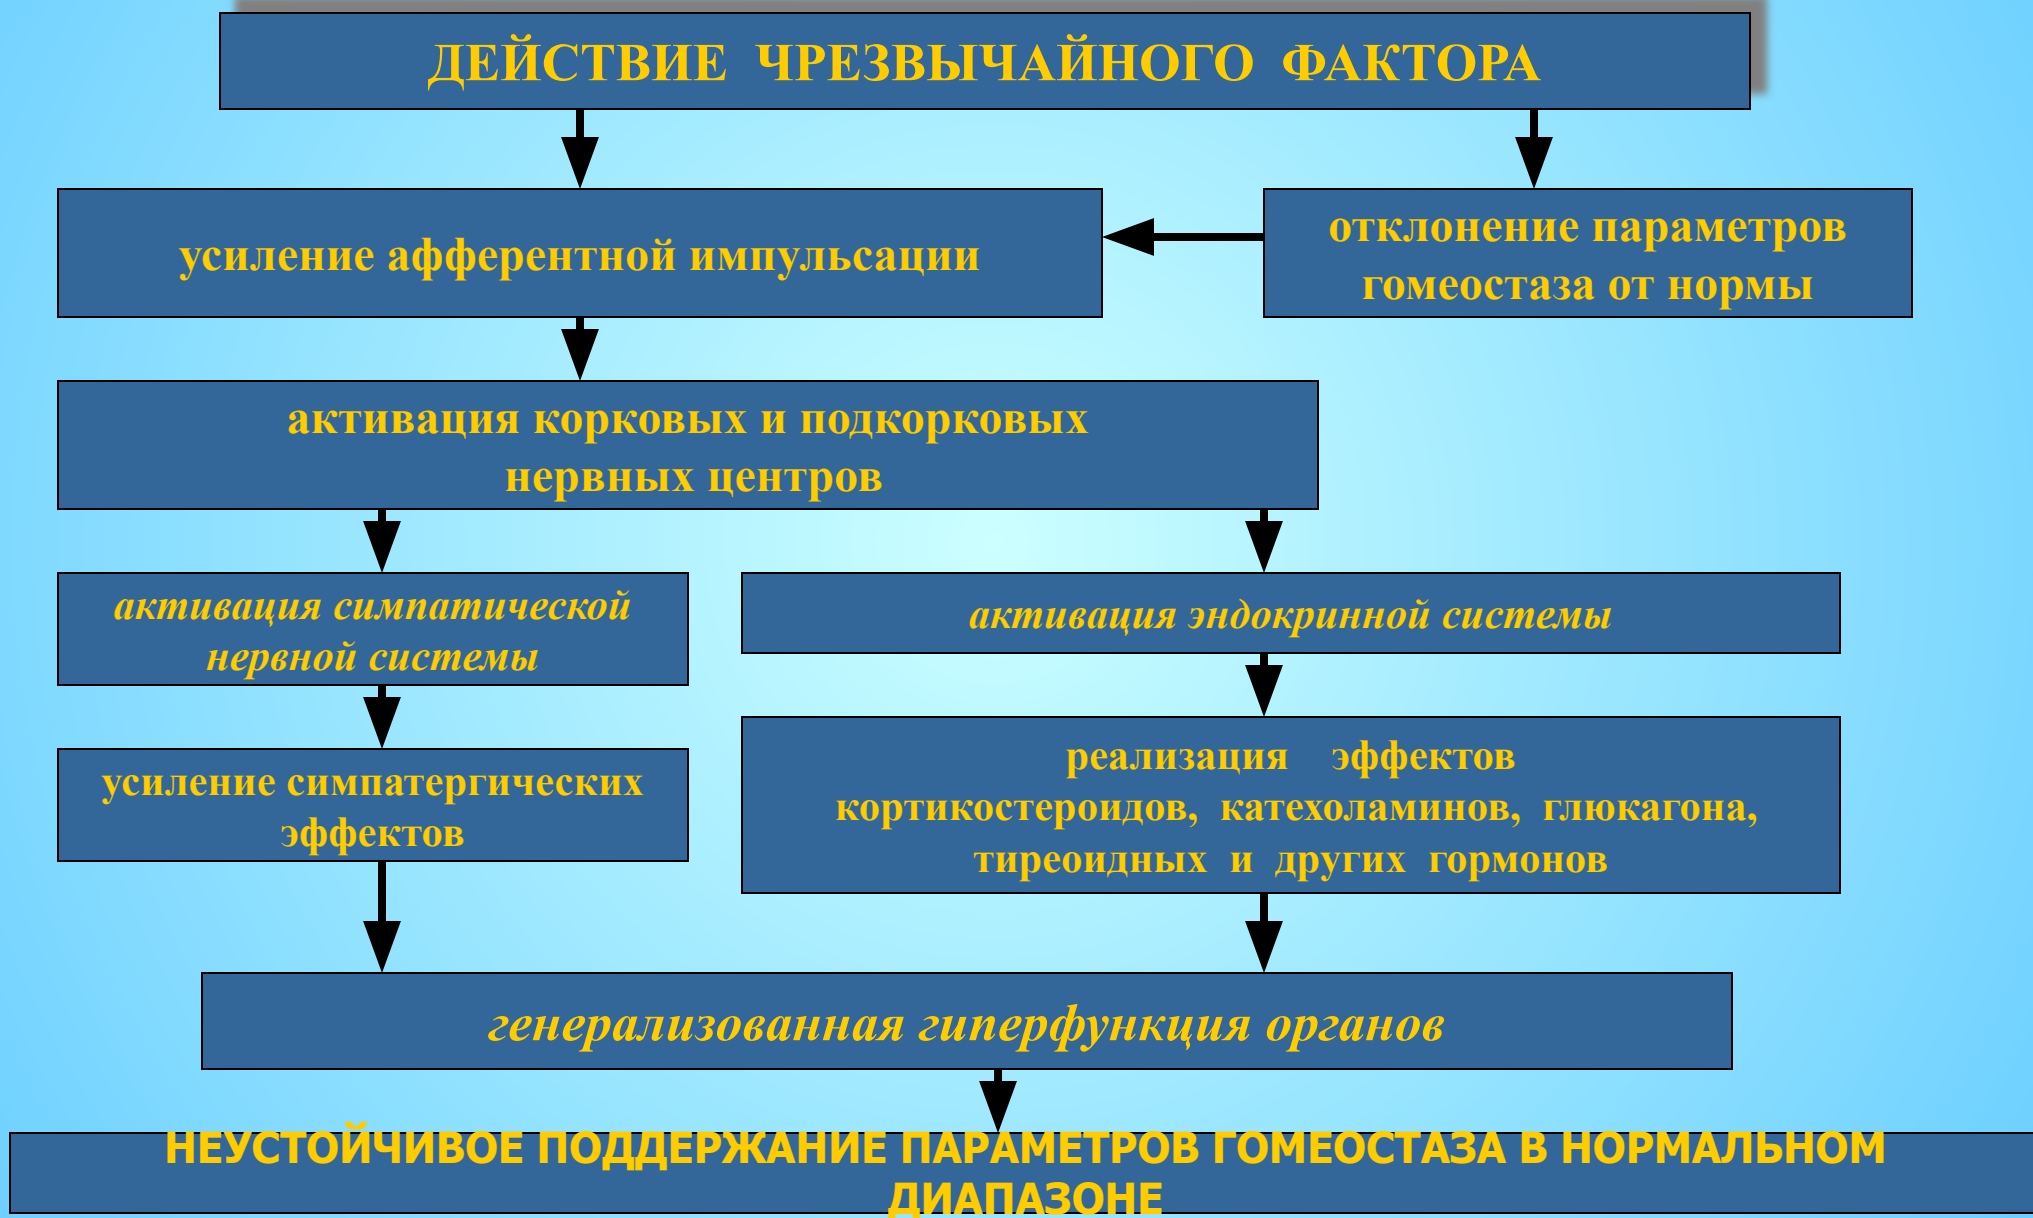 ДЕЙСТВИЕ ЧРЕЗВЫЧАЙНОГО ФАКТОРА
усиление афферентной импульсации
отклонение параметров
гомеостаза от нормы
активация корковых и подкорковых
нервных центров
активация симпатической
нервной системы
активация эндокринной системы
усиление симпатергических
эффектов
реализация эффектов
кортикостероидов, катехоламинов, глюкагона,
тиреоидных и других гормонов
генерализованная гиперфункция органов
НЕУСТОЙЧИВОЕ ПОДДЕРЖАНИЕ ПАРАМЕТРОВ ГОМЕОСТАЗА В НОРМАЛЬНОМ
ДИАПАЗОНЕ